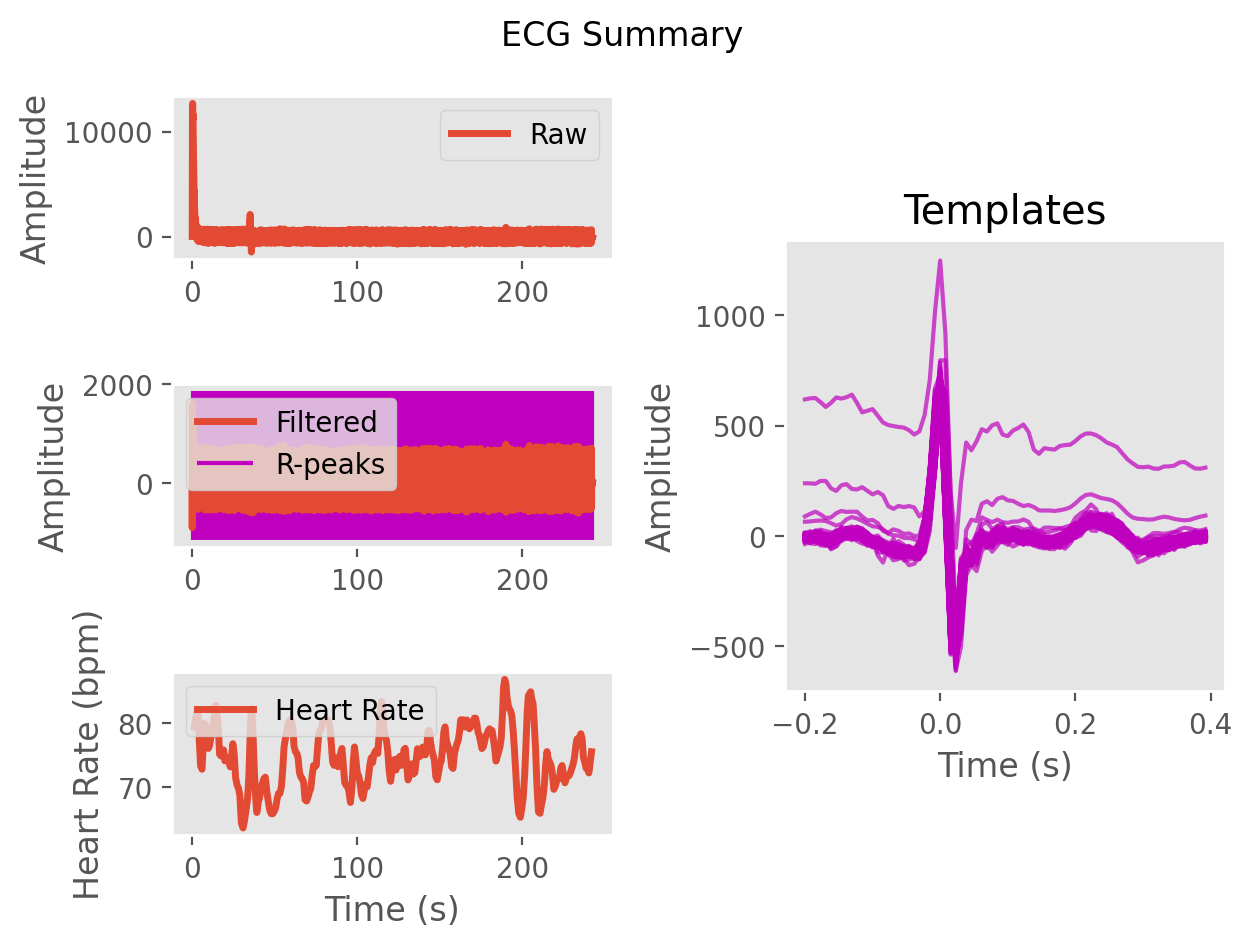 ECG Summary
Amplitude
10000
0
Raw
0
100
200
Amplitude
2000
0
Filtered
R-peaks
0
100
200
Heart Rate (bpm)
80
70
Heart Rate
0
100
200
Time (s)
Templates
Amplitude
1000
500
0
−500
−0.2
0.0
0.2
0.4
Time (s)